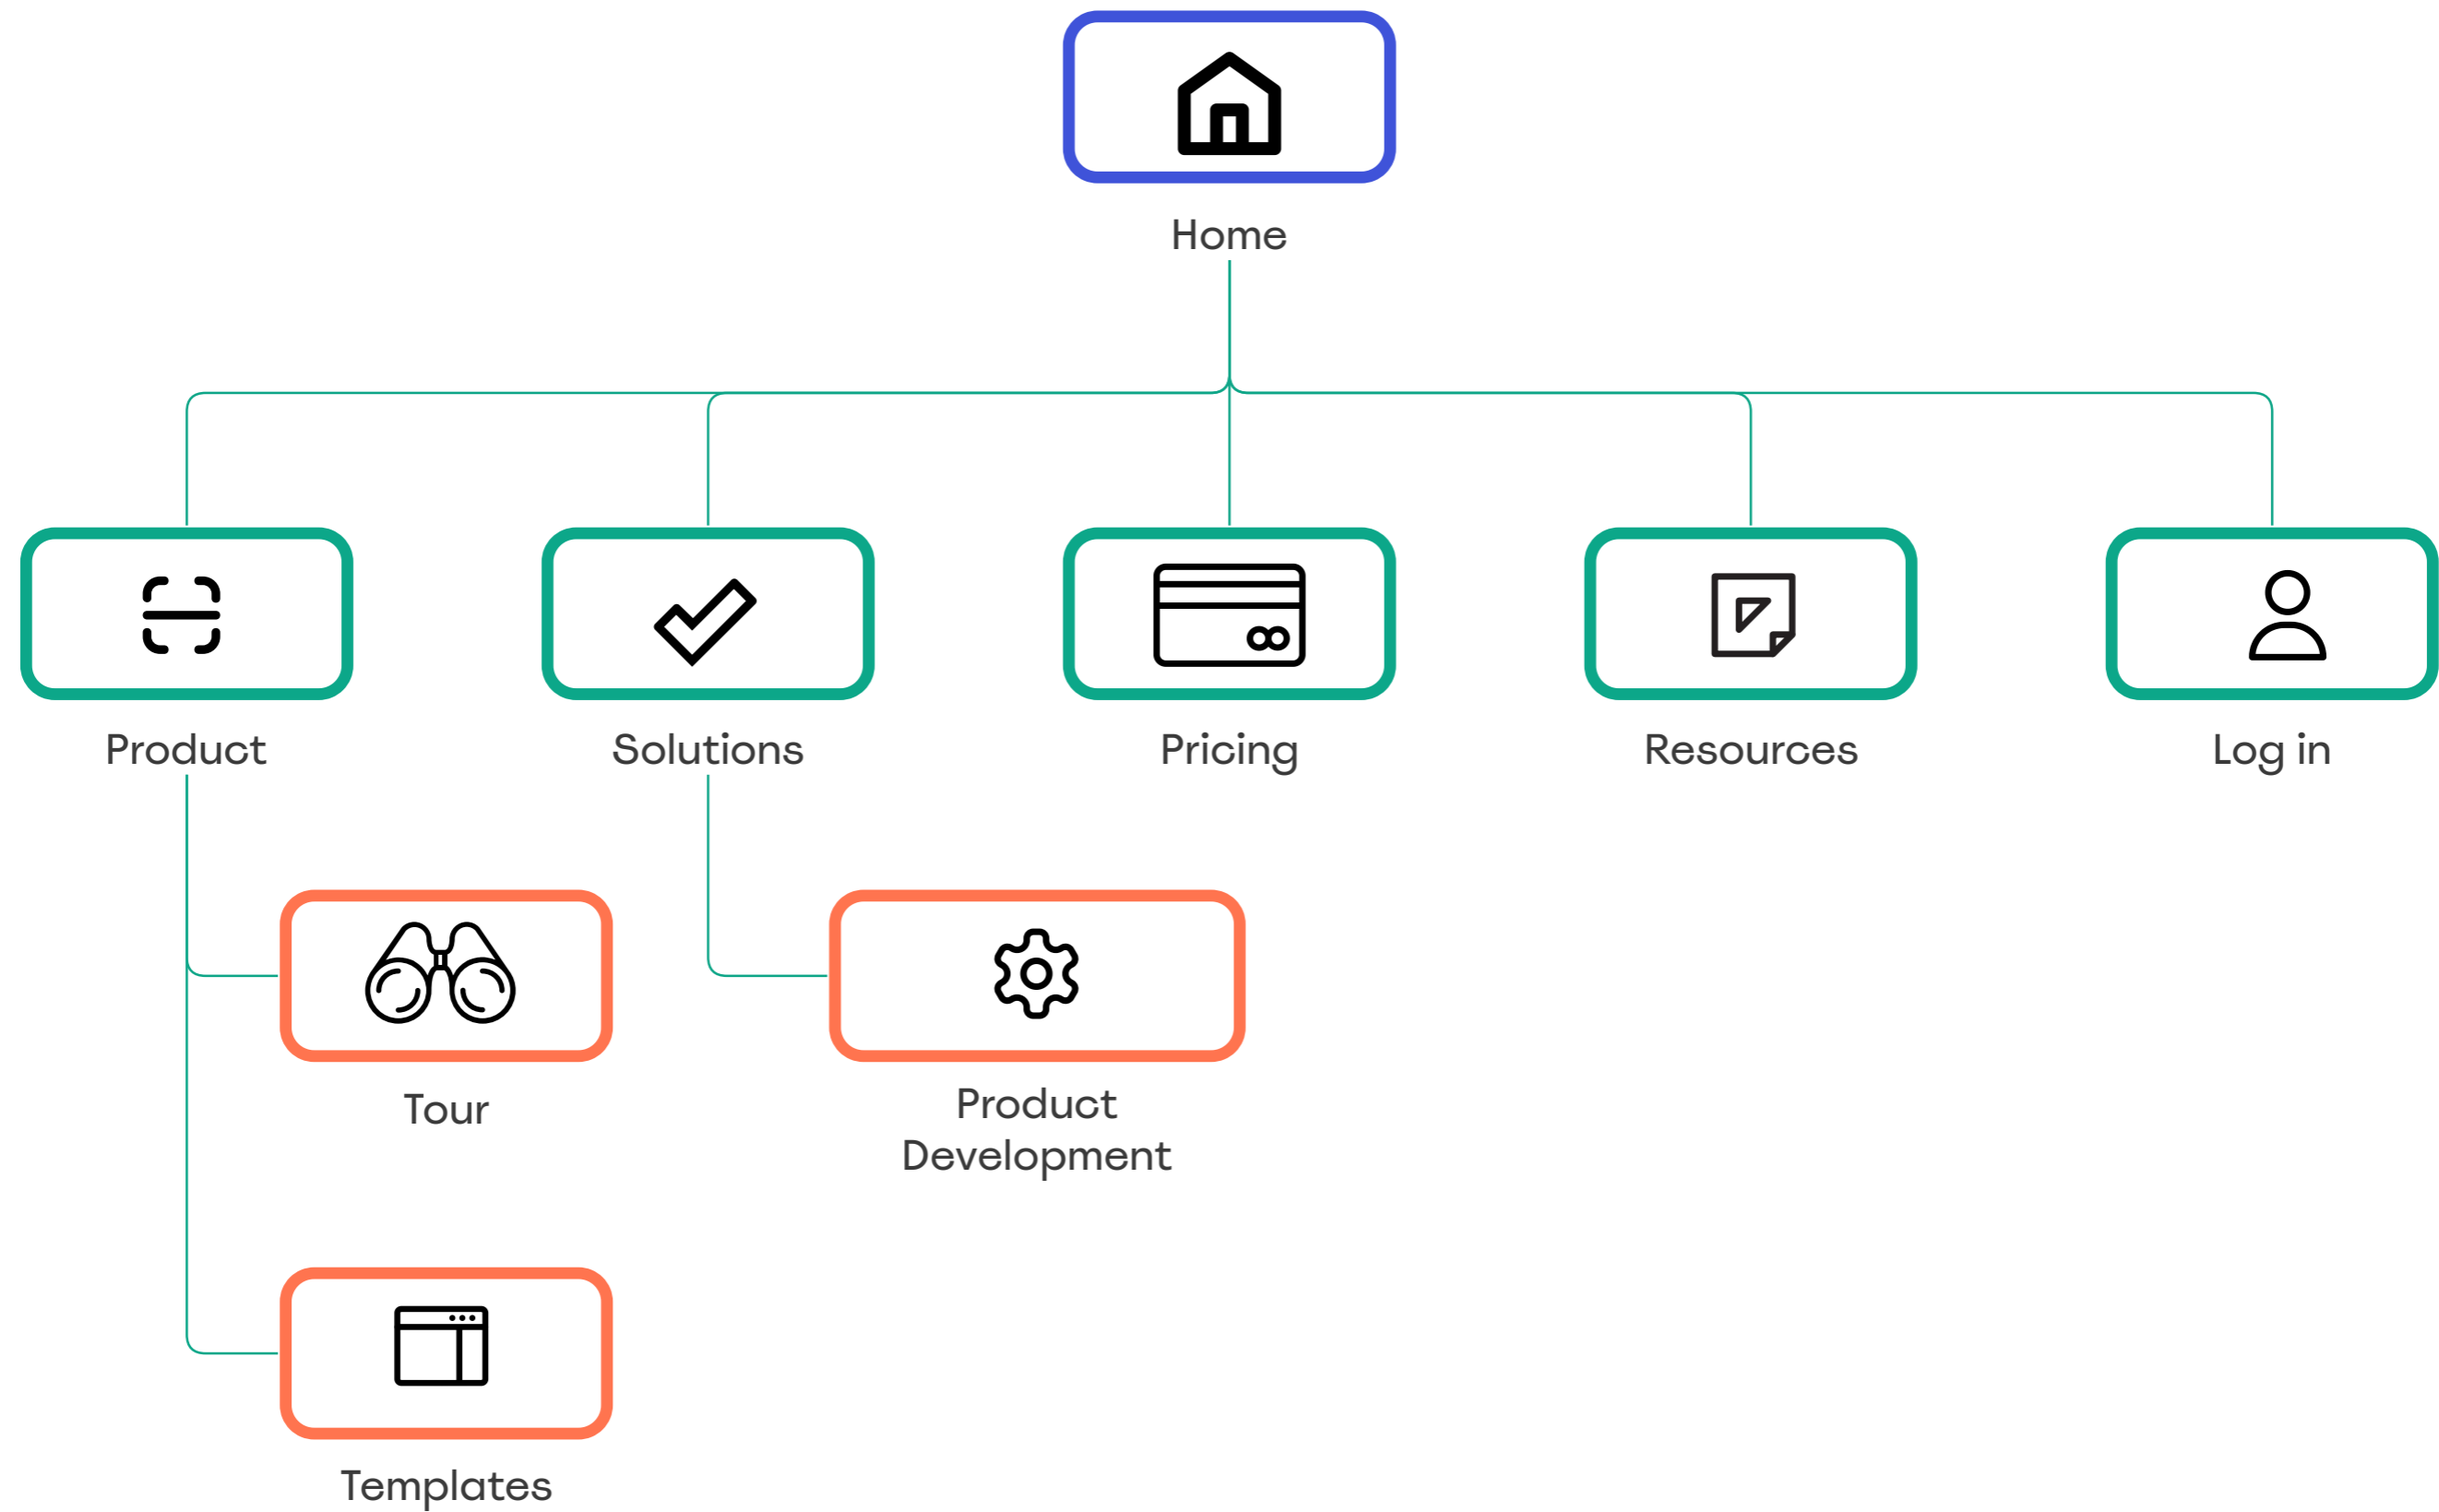 Home
Product
Solutions
Pricing
Resources
Log in
Tour
Product
Development
Templates